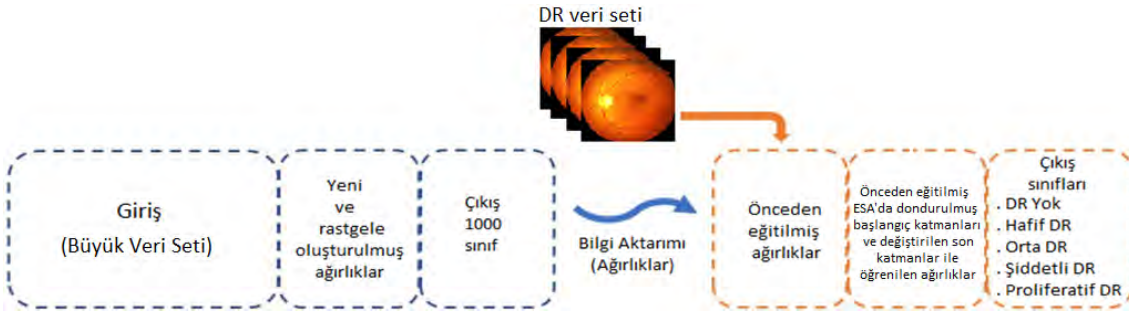 DR veri seti
Giriş
(Büyük Veri Seti)
Yeni
ve
rastgele
oluşturulmuş
ağırlıklar
Çıkış
1000
sınıf
Bilgi Aktarımı
(Ağırlıklar)
Önceden
eğitilmiş
ağırlıklar
Önceden eğitilmiş
ESA'da dondurulmuş
başlangıç katmanları
ve değiştirilen son
katmanlar ile
öğrenilen ağırlıklar
Çıkış
sınıfları
. DR Yok
. Hafif DR
. Orta DR
. Şiddetli DR
. Proliferatif DR